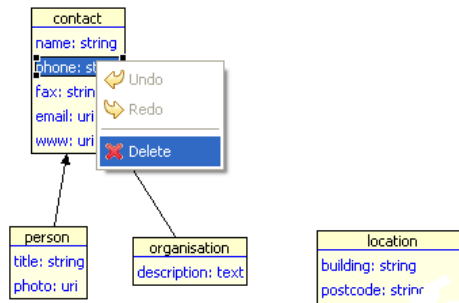 contact
name: string
phone: st
fax: strin
email: uri
www: uri
Undo
Redo
Delete
person
title: string
photo: uri
organisation
description: text
location
building: string
postcode: string